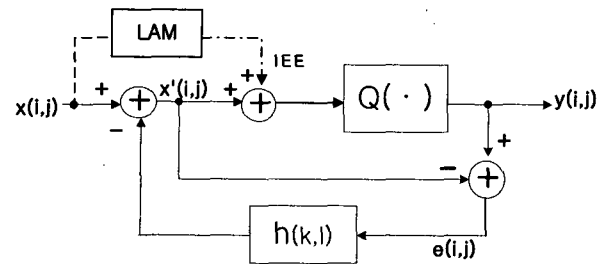 LAM
IEE
x(i,j)
+
−
+
x'(i,j)
+
+
+
Q(·)
y(i,j)
+
−
+
h(k,l)
e(i,j)